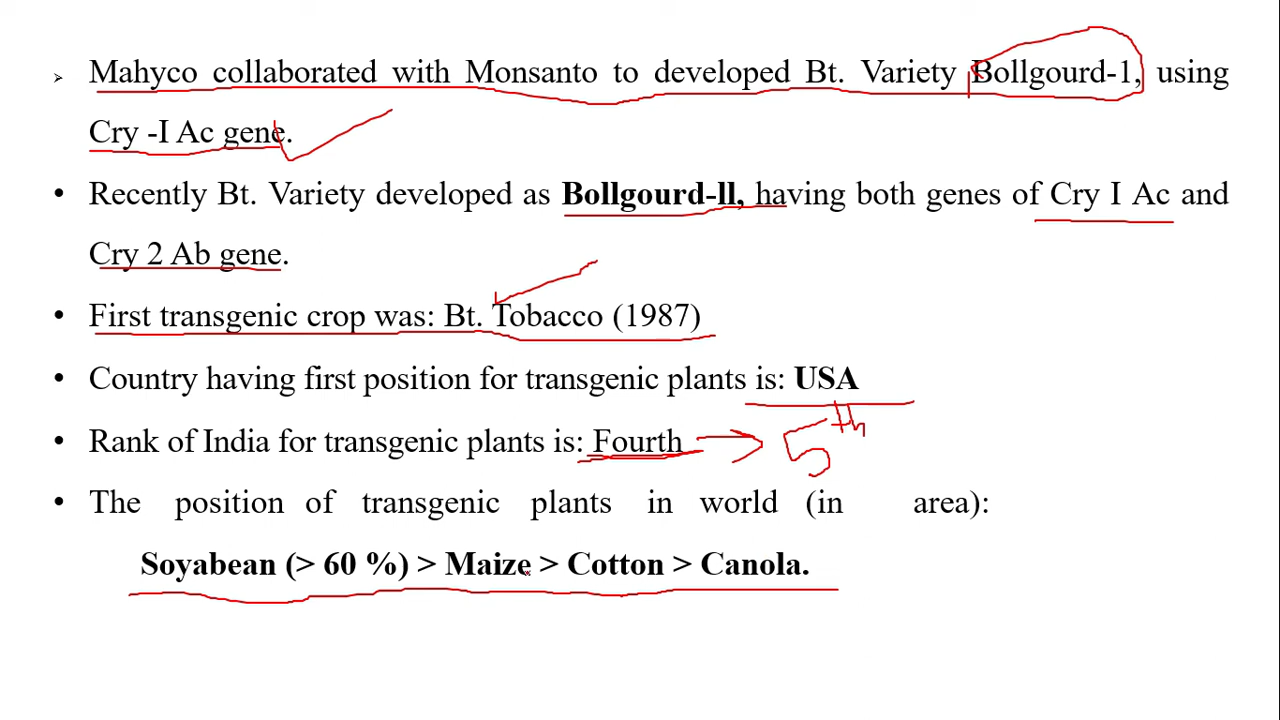 ➢ Mahyco collaborated with Monsanto to developed Bt. Variety Bollgourd-1, using
Cry -I Ac gene.
• Recently Bt. Variety developed as Bollgourd-ll, having both genes of Cry I Ac and
Cry 2 Ab gene.
• First transgenic crop was: Bt. Tobacco (1987)
• Country having first position for transgenic plants is: USA
• Rank of India for transgenic plants is: Fourth → 5th
• The position of transgenic plants in world (in area):
Soyabean (> 60 %) > Maize > Cotton > Canola.